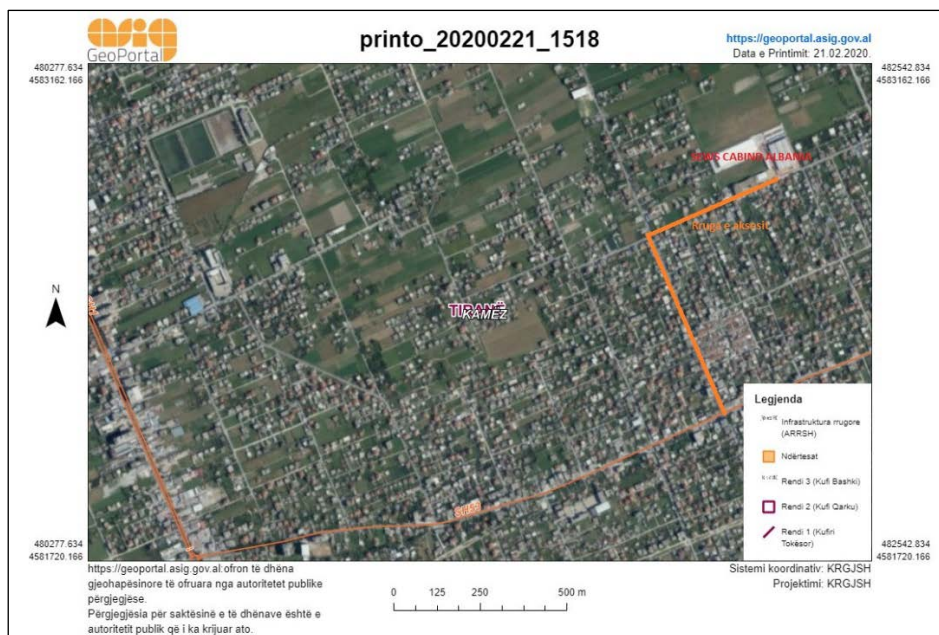 asig
GeoPortal
printo_20200221_1518
https://geoportal.asig.gov.al
Data e Printimit: 21.02.2020.
480277.634
4583162.166
482542.834
4583162.166
CABIND ALBANIA
"Rruga e aksesit"
TIRANË
KAMËZ
N
Legjenda
Infrastruktura rrugore
(ARRSH)
Ndërtesat
Rendi 3 (Kufi Bashki)
Rendi 2 (Kufi Qarku)
Rendi 1 (Kufiri
Tokësor)
480277.634
4581720.166
482542.834
4581720.166
https://geoportal.asig.gov.al:ofron të dhëna
gjeohapësinore të ofruara nga autoritetet publike
përgjegjëse.
Përgjegjësia për saktësinë e të dhënave është e
autoritetit publik që i ka krijuar ato.
0 125 250 500 m
Sistemi koordinativ: KRGJSH
Projektimi: KRGJSH